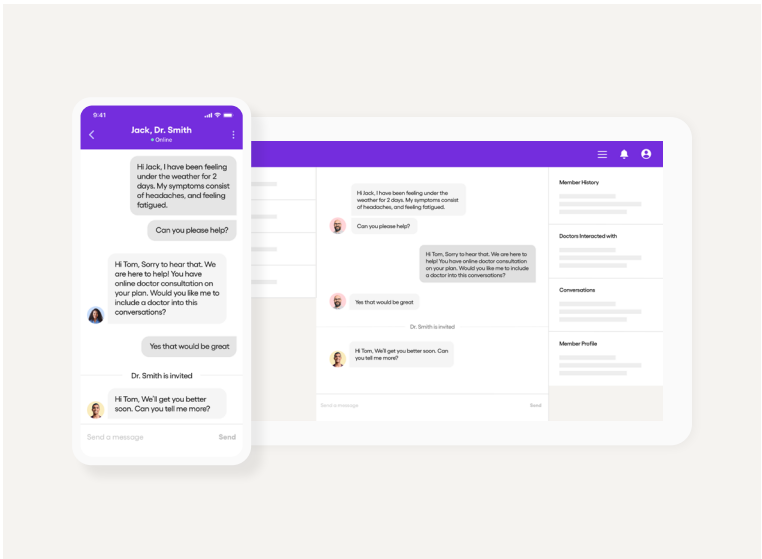 9:41
Jack, Dr. Smith
Online
Hi Jack, I have been feeling
under the weather for 2
days. My symptoms consist
of headaches, and feeling
fatigued.
Can you please help?
Hi Tom, Sorry to hear that. We
are here to help! You have
online doctor consultation on
your plan. Would you like me to
include a doctor into this
conversations?
Yes that would be great
Dr. Smith is invited
Hi Tom, We'll get you better
soon. Can you tell me more?
Send a message
Send
Hi Jack, I have been feeling under the
weather for 2 days. My symptoms consist
of headaches, and feeling fatigued.
Can you please help?
Hi Tom, Sorry to hear that. We are here to
help! You have online doctor consultation
on your plan. Would you like me to include
a doctor into this conversations?
Yes that would be great
Dr. Smith is invited
Hi Tom, We'll get you better soon. Can
you tell me more?
Send a message
Send
Member History
Doctors Interacted with
Conversations
Member Profile